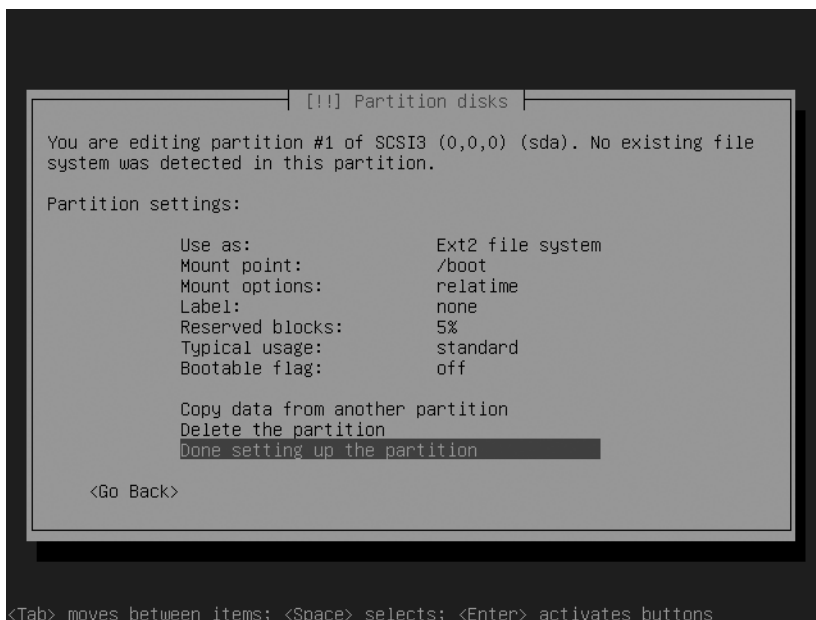 [!!] Partition disks
You are editing partition #1 of SCSI3 (0,0,0) (sda). No existing file
system was detected in this partition.
Partition settings:
Use as: Ext2 file system
Mount point: /boot
Mount options: relatime
Label: none
Reserved blocks: 5%
Typical usage: standard
Bootable flag: off
Copy data from another partition
Delete the partition
Done setting up the partition
<Go Back>
<Tab> moves between items; <Space> selects; <Enter> activates buttons